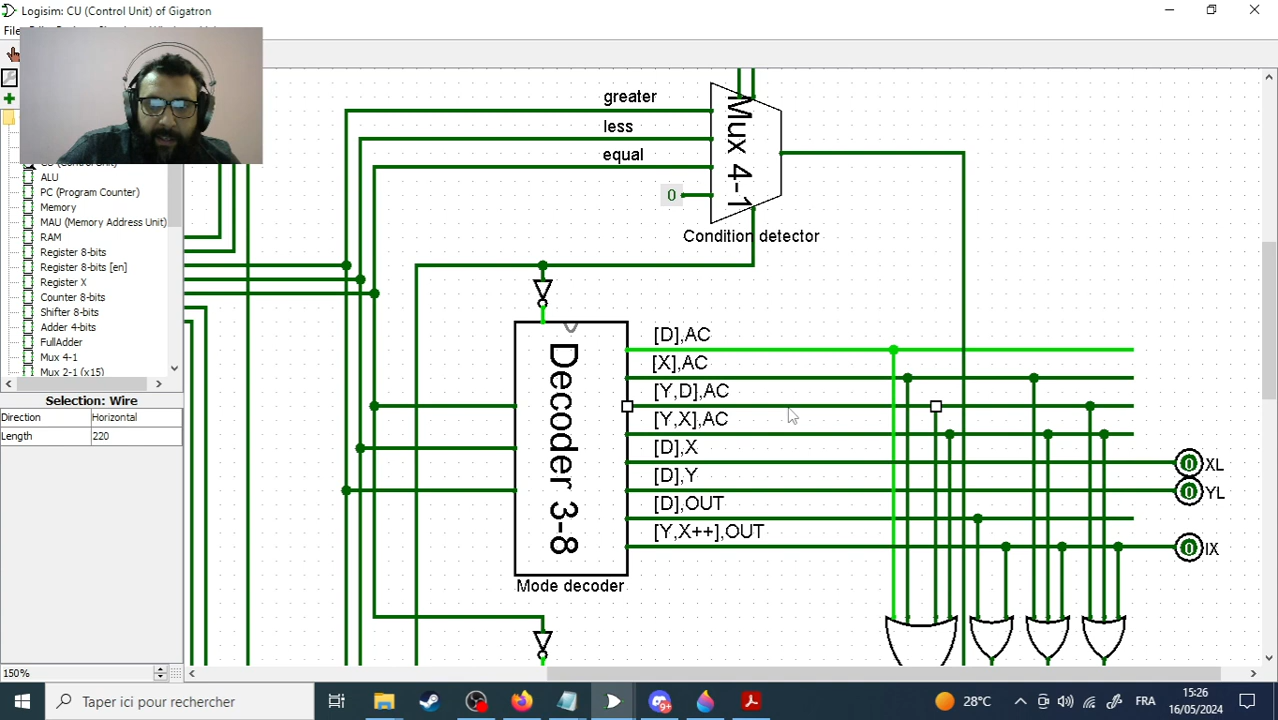 Logisim: CU (Control Unit) of Gigatron
File
ALU
PC (Program Counter)
Memory
MAU (Memory Address Unit)
RAM
Register 8-bits
Register 8-bits [en]
Register X
Counter 8-bits
Shifter 8-bits
Adder 4-bits
FullAdder
Mux 4-1
Mux 2-1 (x15)
Selection: Wire
Direction Horizontal
Length 220
150%
greater
less
equal
0
Mux 4-1
Condition detector
Decoder 3-8
Mode decoder
[D],AC
[X],AC
[Y,D],AC
[Y,X],AC
[D],X
[D],Y
[D],OUT
[Y,X++],OUT
0 XL
0 YL
0 IX
Taper ici pour rechercher
9+
28°C
FRA
15:26
16/05/2024